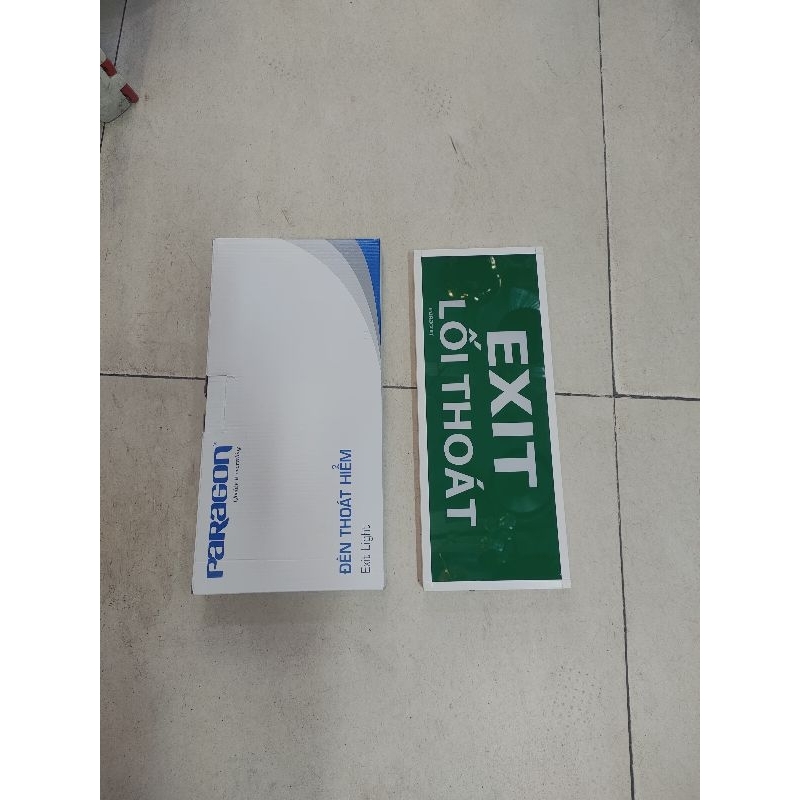 PARAGON
ĐÈN THOÁT HIỂM
Exit Light
EXIT
LỐI THOÁT